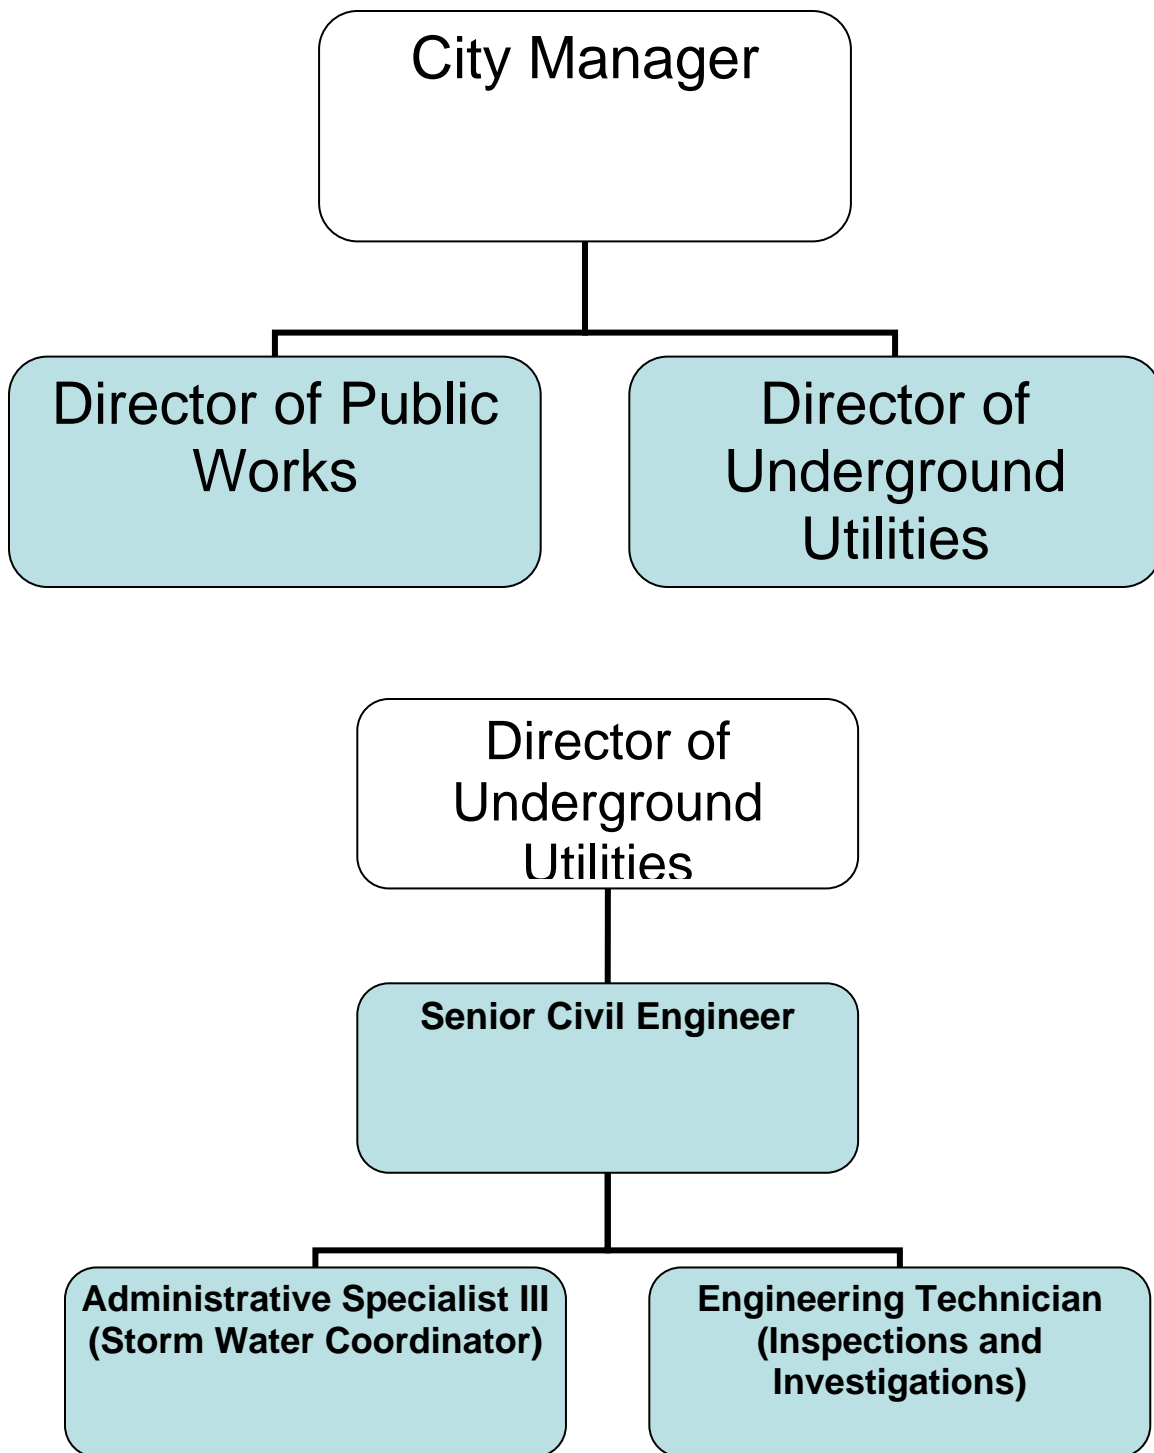 City Manager
Director of Public
Works
Director of
Underground
Utilities
Director of
Underground
Utilities
Senior Civil Engineer
Administrative Specialist III
(Storm Water Coordinator)
Engineering Technician
(Inspections and
Investigations)